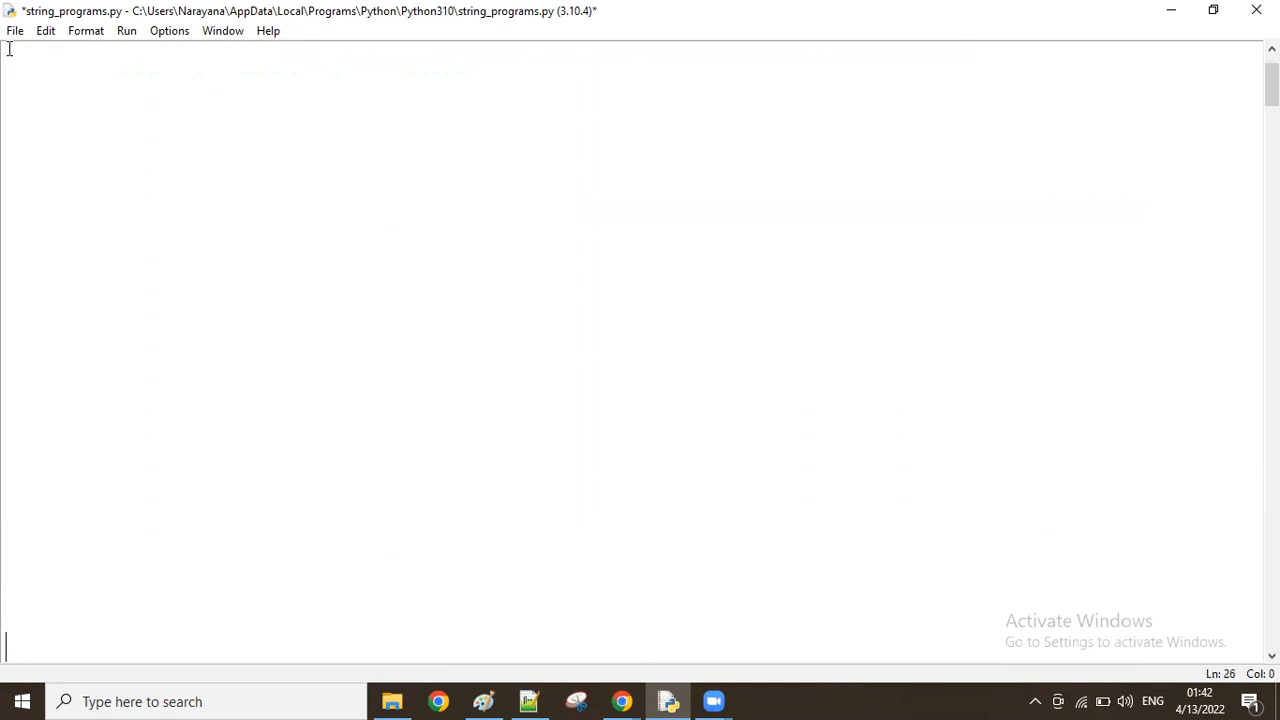 *string_programs.py - C:\Users\Narayana\AppData\Local\Programs\Python\Python310\string_programs.py (3.10.4)*
File Edit Format Run Options Window Help
Activate Windows
Go to Settings to activate Windows.
Ln: 26 Col: 0
Type here to search
ENG
01:42
4/13/2022
1